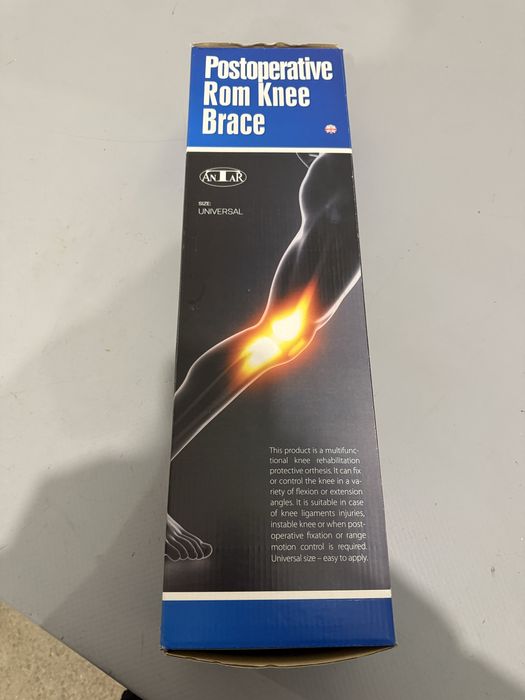 Postoperative
Rom Knee
Brace
ANTAR
SIZE:
UNIVERSAL
This product is a multifunc-
tional knee rehabilitation
protective orthesis. It can fix
or control the knee in a va-
riety of flexion or extension
angles. It is suitable in case
of knee ligaments injuries,
instable knee or when post-
operative fixation or range
motion control is required.
Universal size – easy to apply.